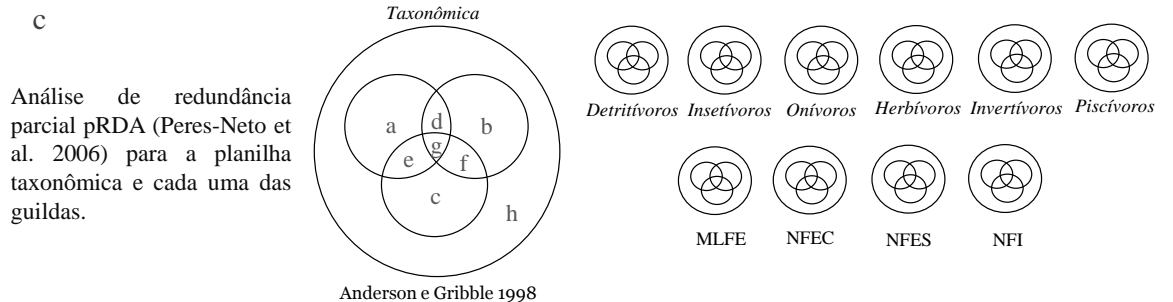 c
Análise de redundância
parcial pRDA (Peres-Neto et
al. 2006) para a planilha
taxonômica e cada uma das
guildas.
Taxonômica
a d b
g
e f
c
h
Anderson e Gribble 1998
Detritívoros Insetívoros Onívoros Herbívoros Invertívoros Piscívoros
MLFE NFEC NFES NFI